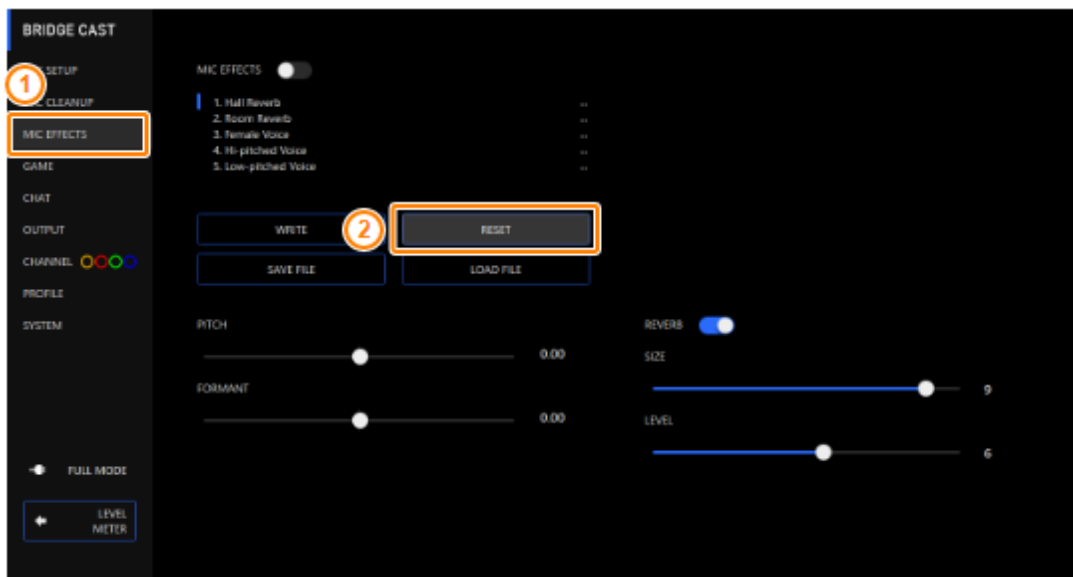 BRIDGE CAST
SETUP
CLEANUP
MIC EFFECTS
GAME
CHAT
OUTPUT
CHANNEL
PROFILE
SYSTEM
FULL MODE
LEVEL
METER
1
MIC EFFECTS
1. Hall Reverb
2. Room Reverb
3. Female Voice
4. Hi-pitched Voice
5. Low-pitched Voice
WRITE
2
RESET
SAVE FILE
LOAD FILE
PITCH
0.00
FORMANT
0.00
REVERB
SIZE
9
LEVEL
6